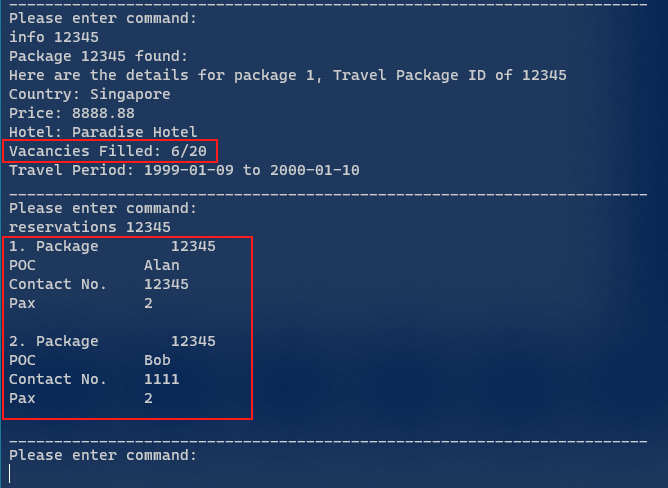 Please enter command:
info 12345
Package 12345 found:
Here are the details for package 1, Travel Package ID of 12345
Country: Singapore
Price: 8888.88
Hotel: Paradise Hotel
Vacancies Filled: 6/20
Travel Period: 1999-01-09 to 2000-01-10
Please enter command:
reservations 12345
1. Package 12345
POC Alan
Contact No. 12345
Pax 2
2. Package 12345
POC Bob
Contact No. 1111
Pax 2
Please enter command: